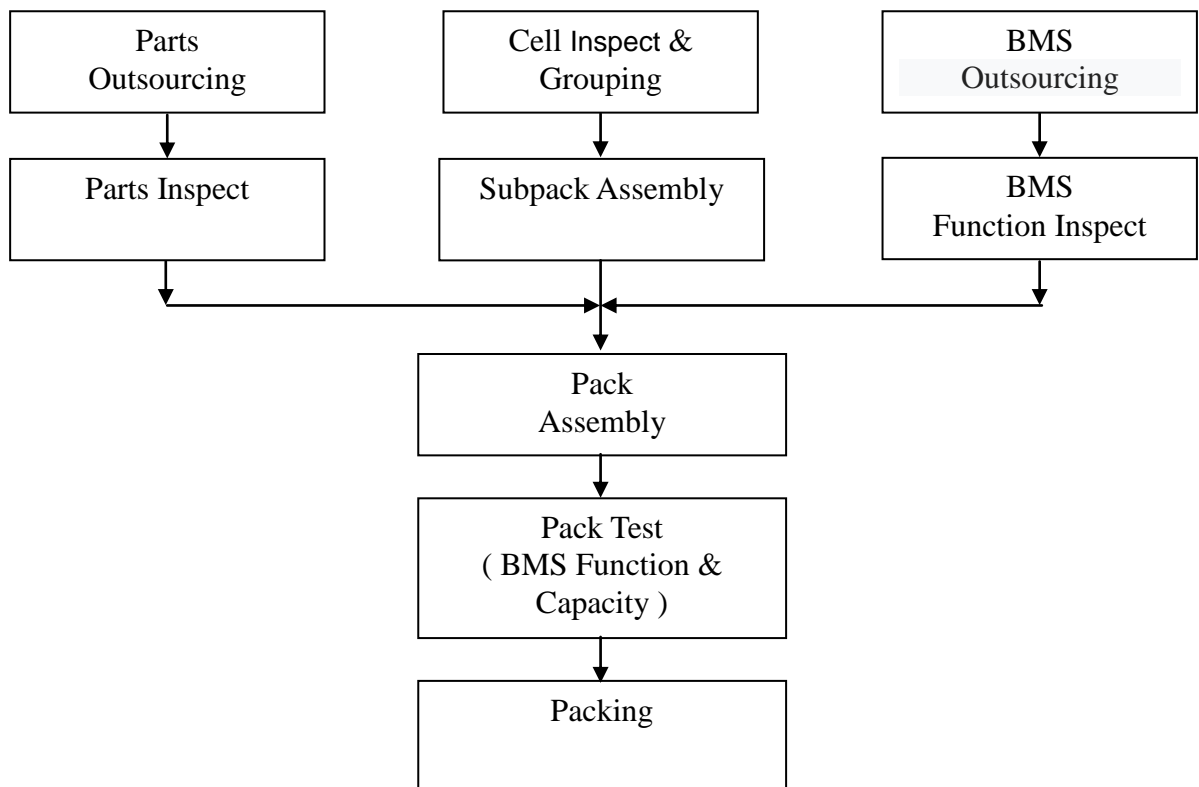 Parts
Outsourcing
Cell Inspect &
Grouping
BMS
Outsourcing
Parts Inspect
Subpack Assembly
BMS
Function Inspect
Pack
Assembly
Pack Test
( BMS Function &
Capacity )
Packing